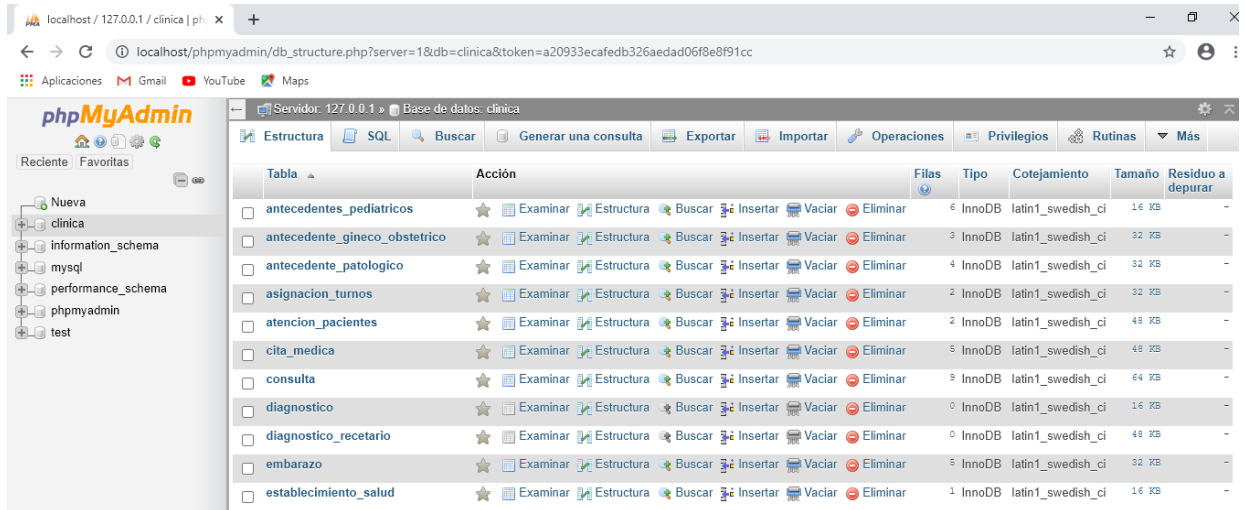 localhost / 127.0.0.1 / clinica | ph
localhost/phpmyadmin/db_structure.php?server=1&db=clinica&token=a20933ecafedb326aedad06f8e8f91cc
Aplicaciones Gmail YouTube Maps
phpMyAdmin
Reciente Favoritas
Nueva
clinica
information_schema
mysql
performance_schema
phpmyadmin
test
Servidor: 127.0.0.1 » Base de datos: clinica
Estructura SQL Buscar Generar una consulta Exportar Importar Operaciones Privilegios Rutinas Más
Tabla Acción Filas Tipo Cotejamiento Tamaño Residuo a depurar
antecedentes_pediatricos Examinar Estructura Buscar Insertar Vaciar Eliminar 6 InnoDB latin1_swedish_ci 16 KB -
antecedente_gineco_obstetrico Examinar Estructura Buscar Insertar Vaciar Eliminar 3 InnoDB latin1_swedish_ci 32 KB -
antecedente_patologico Examinar Estructura Buscar Insertar Vaciar Eliminar 4 InnoDB latin1_swedish_ci 32 KB -
asignacion_turnos Examinar Estructura Buscar Insertar Vaciar Eliminar 2 InnoDB latin1_swedish_ci 32 KB -
atencion_pacientes Examinar Estructura Buscar Insertar Vaciar Eliminar 2 InnoDB latin1_swedish_ci 48 KB -
cita_medica Examinar Estructura Buscar Insertar Vaciar Eliminar 5 InnoDB latin1_swedish_ci 48 KB -
consulta Examinar Estructura Buscar Insertar Vaciar Eliminar 9 InnoDB latin1_swedish_ci 64 KB -
diagnostico Examinar Estructura Buscar Insertar Vaciar Eliminar 0 InnoDB latin1_swedish_ci 16 KB -
diagnostico_recetario Examinar Estructura Buscar Insertar Vaciar Eliminar 0 InnoDB latin1_swedish_ci 48 KB -
embarazo Examinar Estructura Buscar Insertar Vaciar Eliminar 5 InnoDB latin1_swedish_ci 32 KB -
establecimiento_salud Examinar Estructura Buscar Insertar Vaciar Eliminar 1 InnoDB latin1_swedish_ci 16 KB -